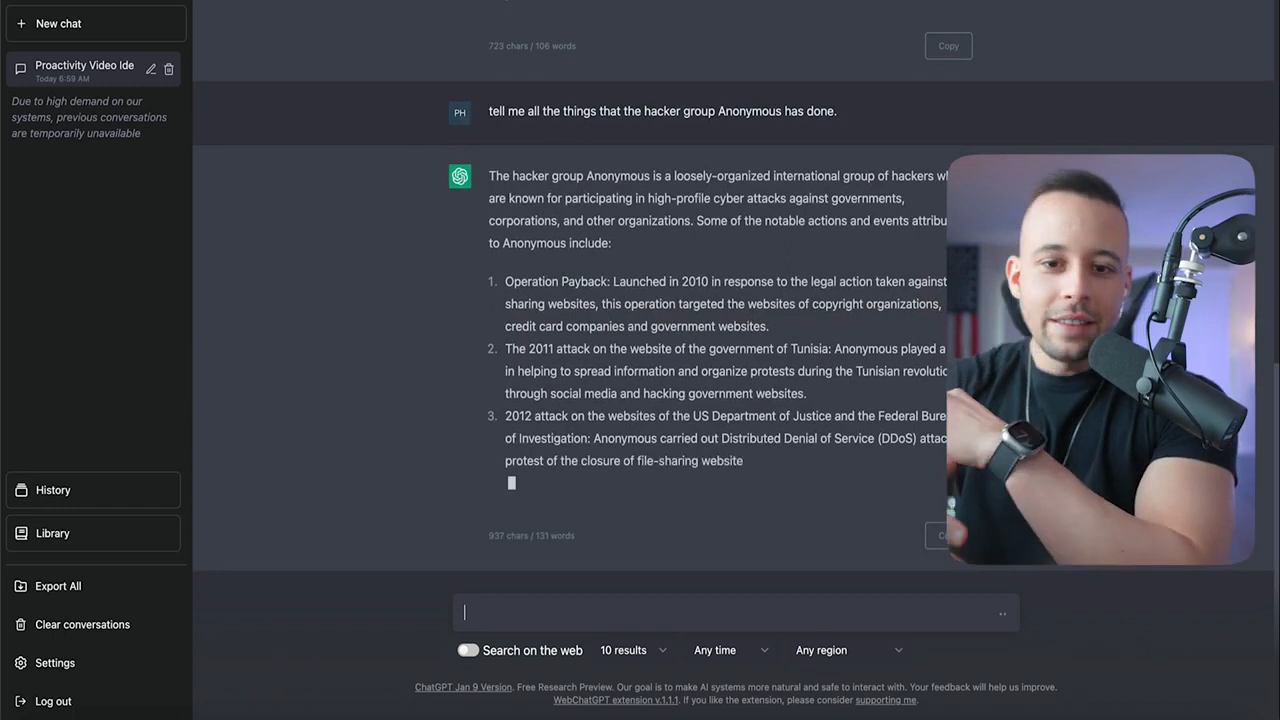 New chat
Proactivity Video Ide
Today 6:59 AM
Due to high demand on our
systems, previous conversations
are temporarily unavailable
History
Library
Export All
Clear conversations
Settings
Log out
723 chars / 106 words
Copy
PH
tell me all the things that the hacker group Anonymous has done.
The hacker group Anonymous is a loosely-organized international group of hackers
are known for participating in high-profile cyber attacks against governments,
corporations, and other organizations. Some of the notable actions and events attribu
to Anonymous include:
1. Operation Payback: Launched in 2010 in response to the legal action taken against
sharing websites, this operation targeted the websites of copyright organizations,
credit card companies and government websites.
2. The 2011 attack on the website of the government of Tunisia: Anonymous played a
in helping to spread information and organize protests during the Tunisian revolutio
through social media and hacking government websites.
3. 2012 attack on the websites of the US Department of Justice and the Federal Bure
of Investigation: Anonymous carried out Distributed Denial of Service (DDoS) attac
protest of the closure of file-sharing website
937 chars / 131 words
Search on the web
10 results
Any time
Any region
ChatGPT Jan 9 Version. Free Research Preview. Our goal is to make AI systems more natural and safe to interact with. Your feedback will help us improve.
WebChatGPT extension v.1.1.1. If you like the extension, please consider supporting me.